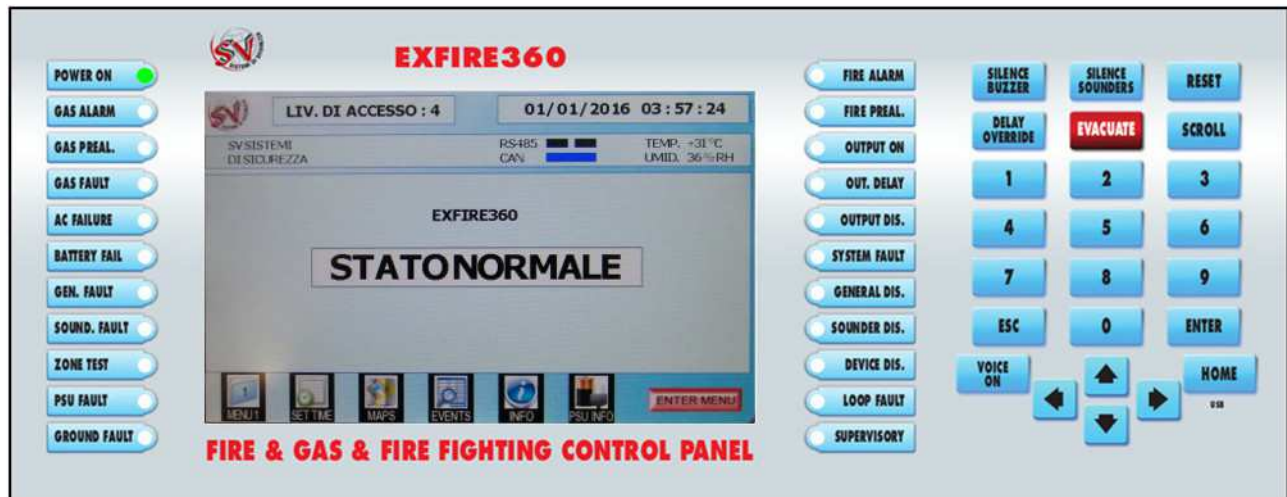 SV
EXFIRE360
POWER ON
GAS ALARM
GAS PREAL.
GAS FAULT
AC FAILURE
BATTERY FAIL
GEN. FAULT
SOUND. FAULT
ZONE TEST
PSU FAULT
GROUND FAULT
LIV. DI ACCESSO : 4
01/01/2016 03 : 57 : 24
SV SISTEMI
DI SICUREZZA
RS485
CAN
TEMP. +31°C
UMID. 36%RH
EXFIRE360
STATO NORMALE
MENU1
SET TIME
MAPS
EVENTS
INFO
PSU INFO
ENTER MENU
FIRE & GAS & FIRE FIGHTING CONTROL PANEL
FIRE ALARM
FIRE PREAL.
OUTPUT ON
OUT. DELAY
OUTPUT DIS.
SYSTEM FAULT
GENERAL DIS.
SOUNDER DIS.
DEVICE DIS.
LOOP FAULT
SUPERVISORY
SILENCE
BUZZER
SILENCE
SOUNDERS
RESET
DELAY
OVERRIDE
EVACUATE
SCROLL
1
2
3
4
5
6
7
8
9
ESC
0
ENTER
VOICE
ON
HOME
USB